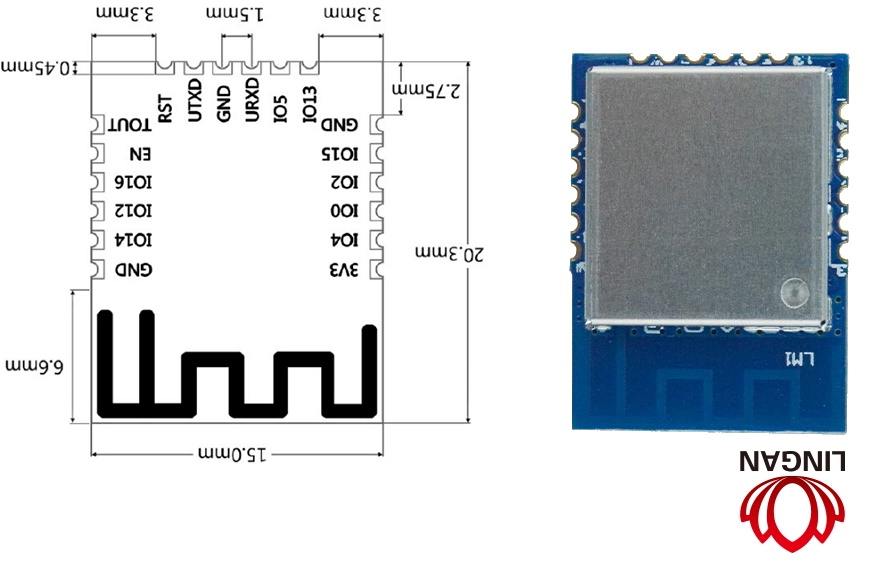 LINGAN
LM1
15.0mm
6.6mm
20.3mm
3V3 GND
IO4 IO14
IO0 IO12
IO2 IO16
IO15 EN
GND TOUT
IO13
IO5
URXD
GND
UTXD
RST
2.75mm
0.45mm
3.3mm 1.5mm 3.3mm